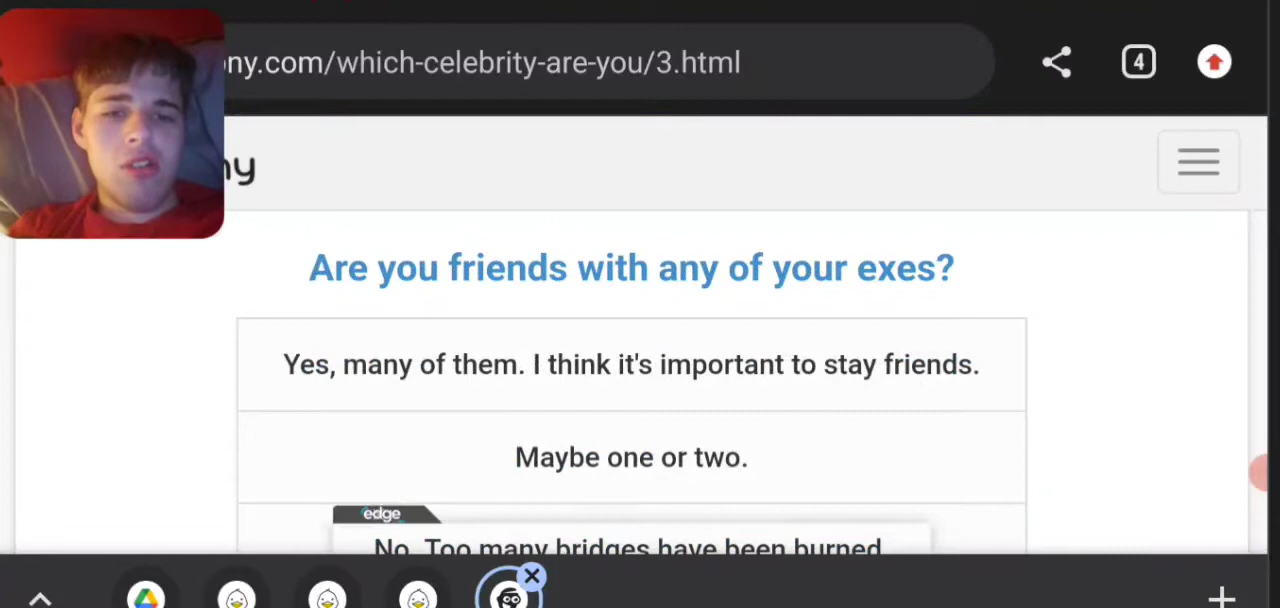 ny.com/which-celebrity-are-you/3.html
4
ny
Are you friends with any of your exes?
Yes, many of them. I think it's important to stay friends.
Maybe one or two.
edge
No. Too many bridges have been burned